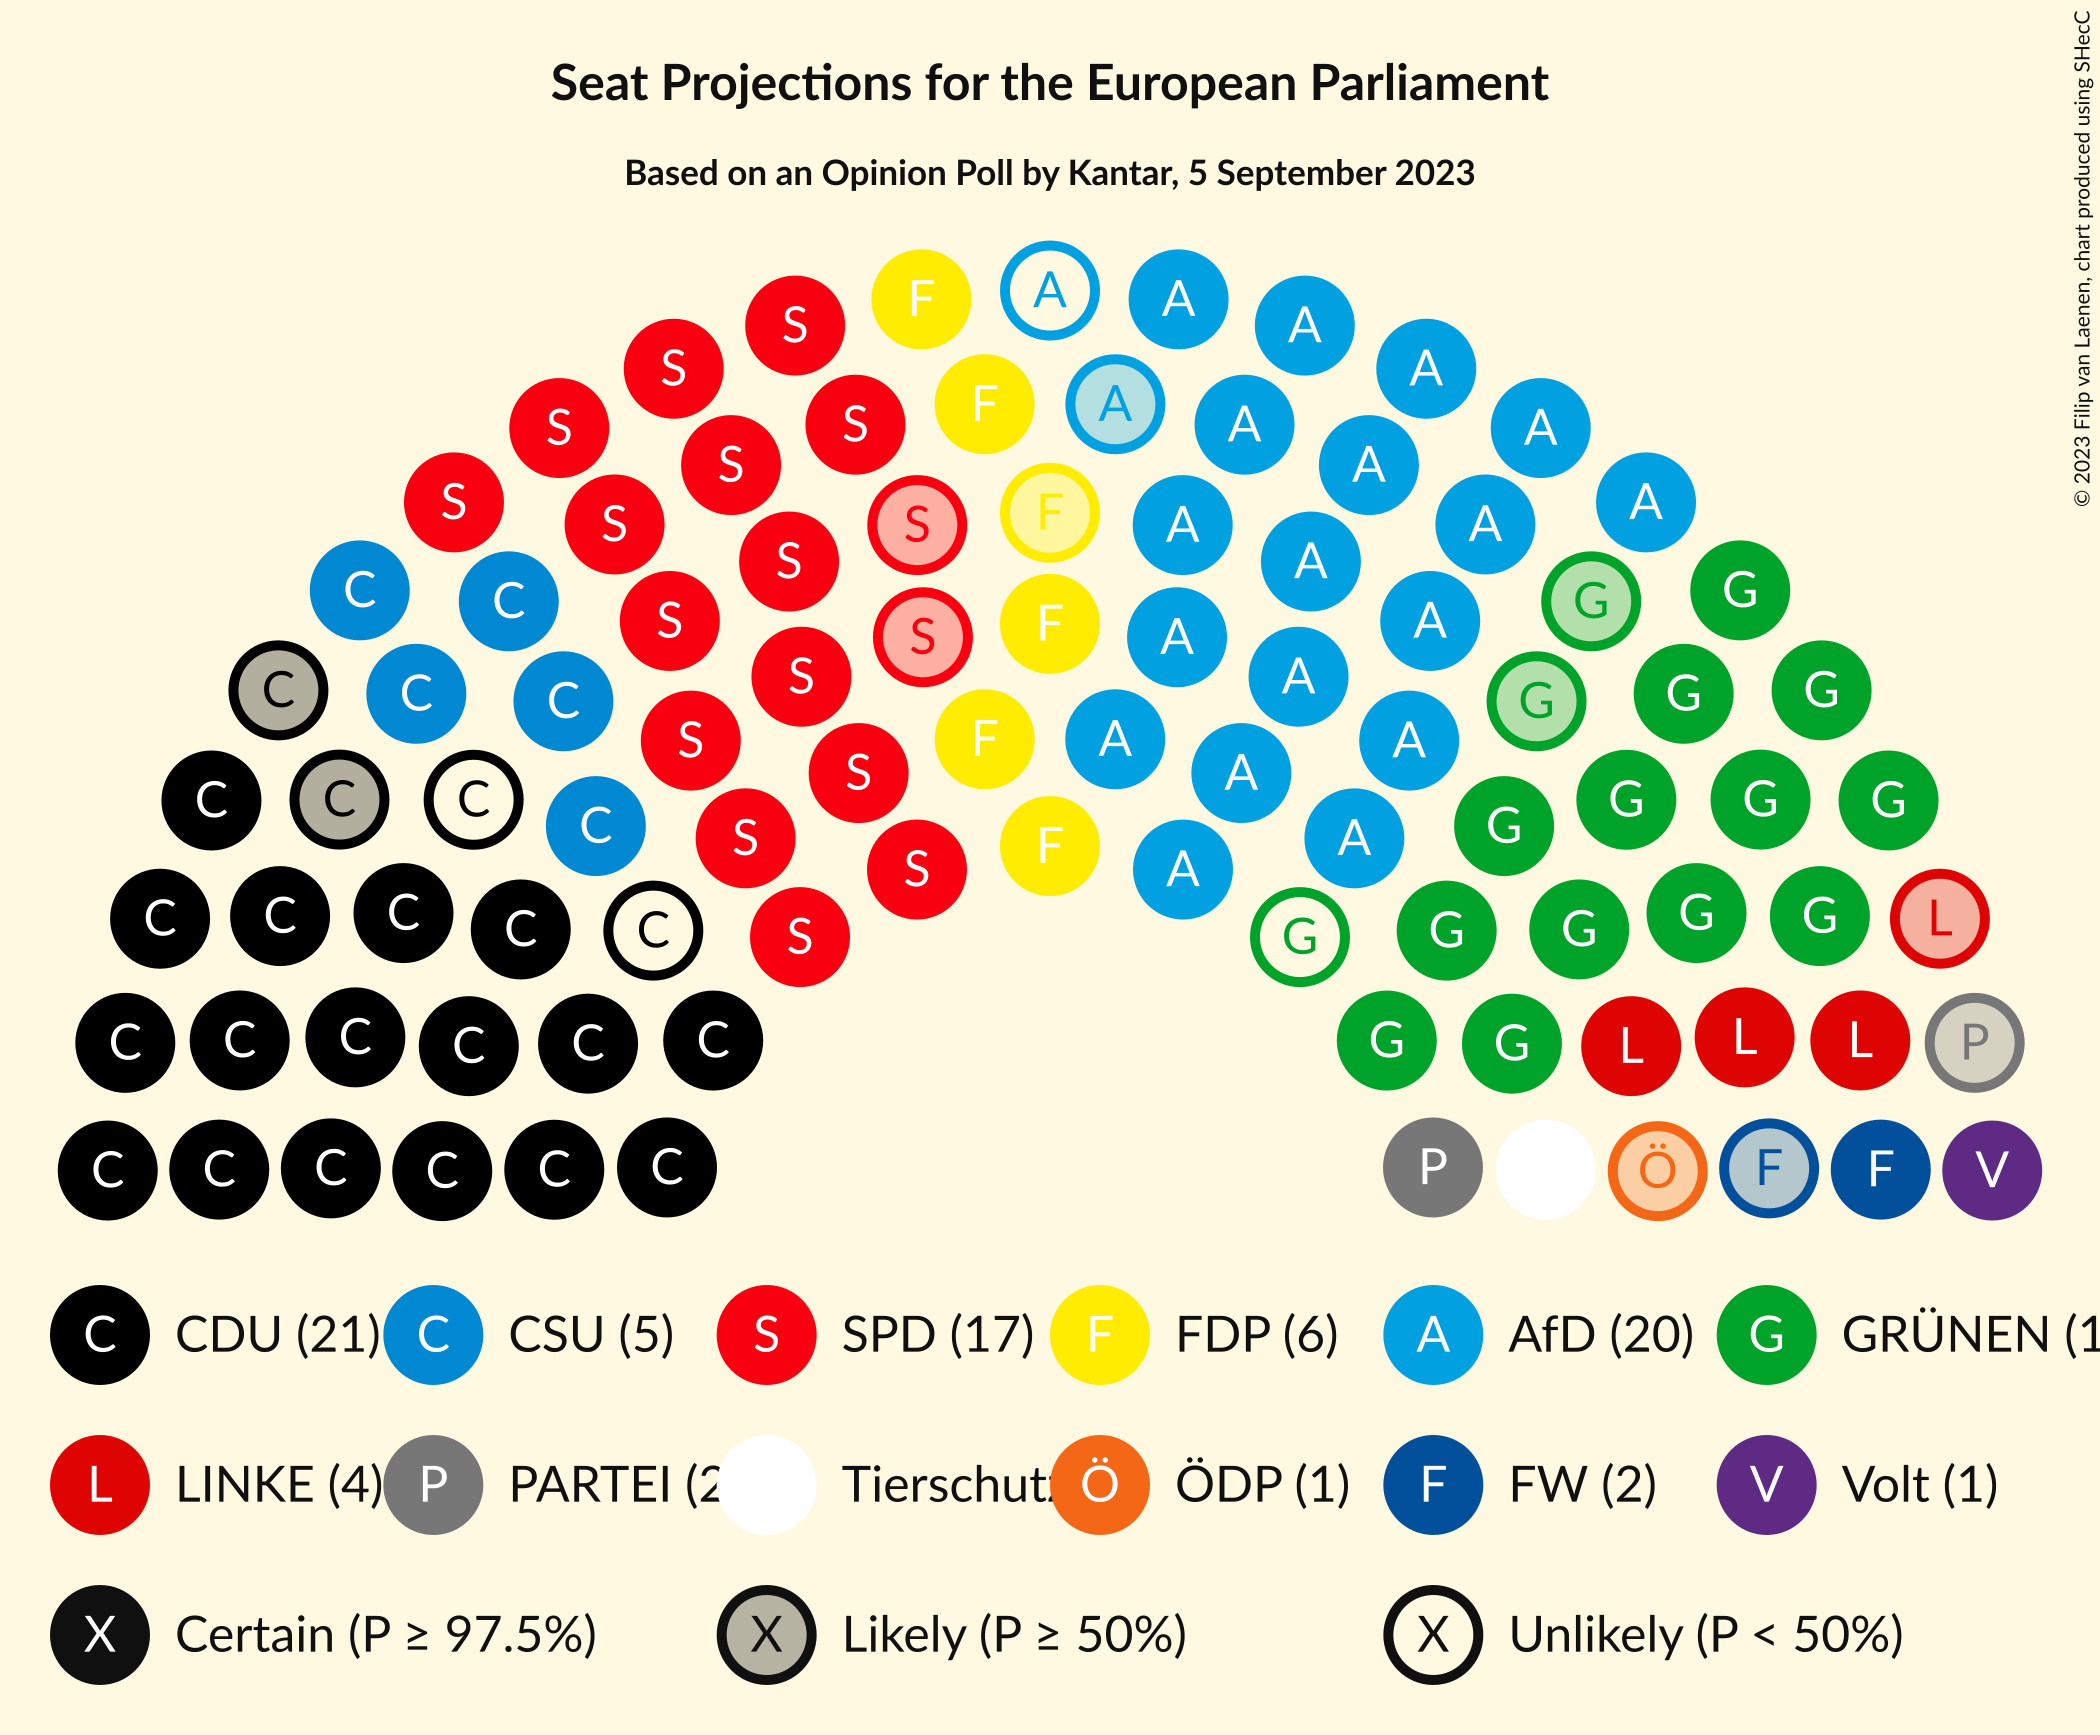 Seat Projections for the European Parliament
Based on an Opinion Poll by Kantar, 5 September 2023
© 2023 Filip van Laenen, chart produced using SHecC
F A A A A A A
S S S S
F A A A A
S S S S
S F A A A
S S
C C G G
S F A A A
S S
C C C G G G
S S F A A A
C C C C S S A G G G G
S F A
C C C C C S G G G G G L
C C C C C C G G L L L P
C C C C C C P Ö F F V
C CDU (21) C CSU (5) S SPD (17) F FDP (6) A AfD (20) G GRÜNEN (1
L LINKE (4) P PARTEI (2 Tierschutz Ö ÖDP (1) F FW (2) V Volt (1)
X Certain (P ≥ 97.5%) X Likely (P ≥ 50%) X Unlikely (P < 50%)